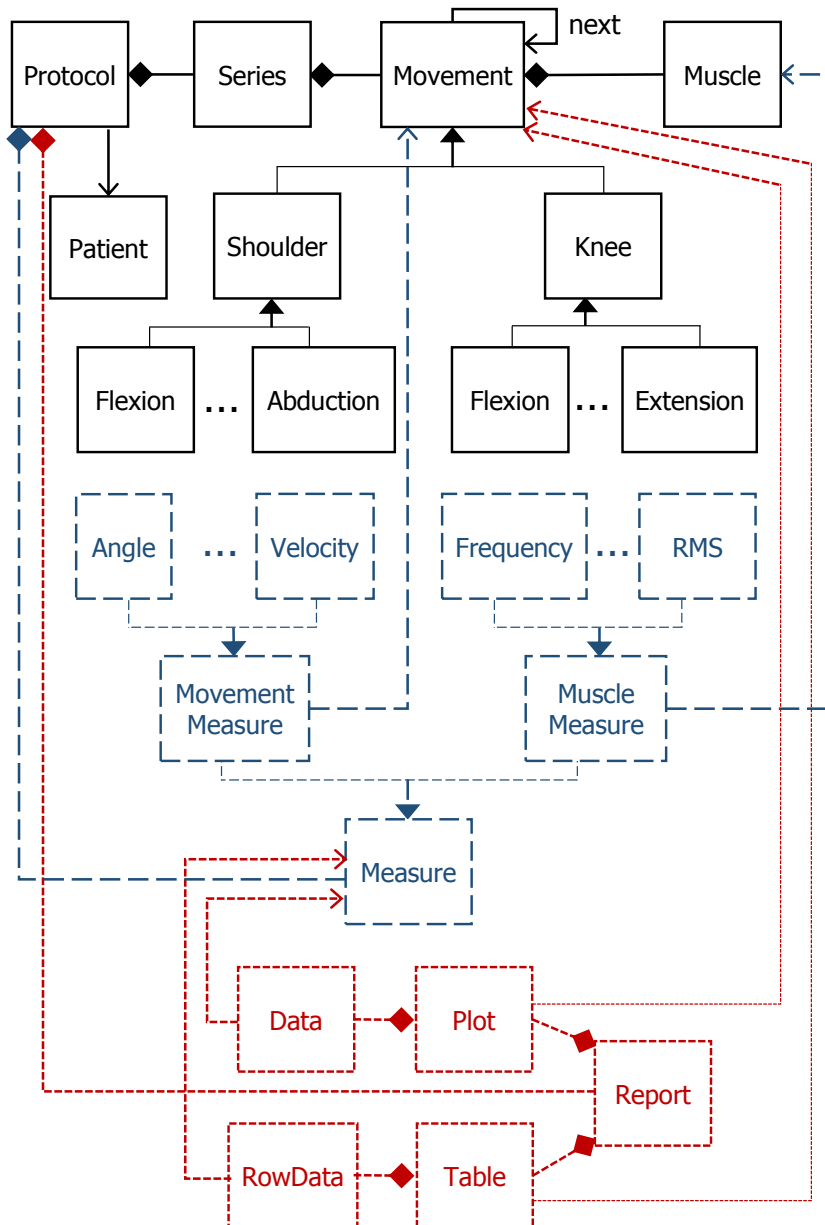 next
Protocol
Series
Movement
Muscle
Patient
Shoulder
Knee
Flexion
...
Abduction
Flexion
...
Extension
Angle
...
Velocity
Frequency
...
RMS
Movement
Measure
Muscle
Measure
Measure
Data
Plot
Report
RowData
Table